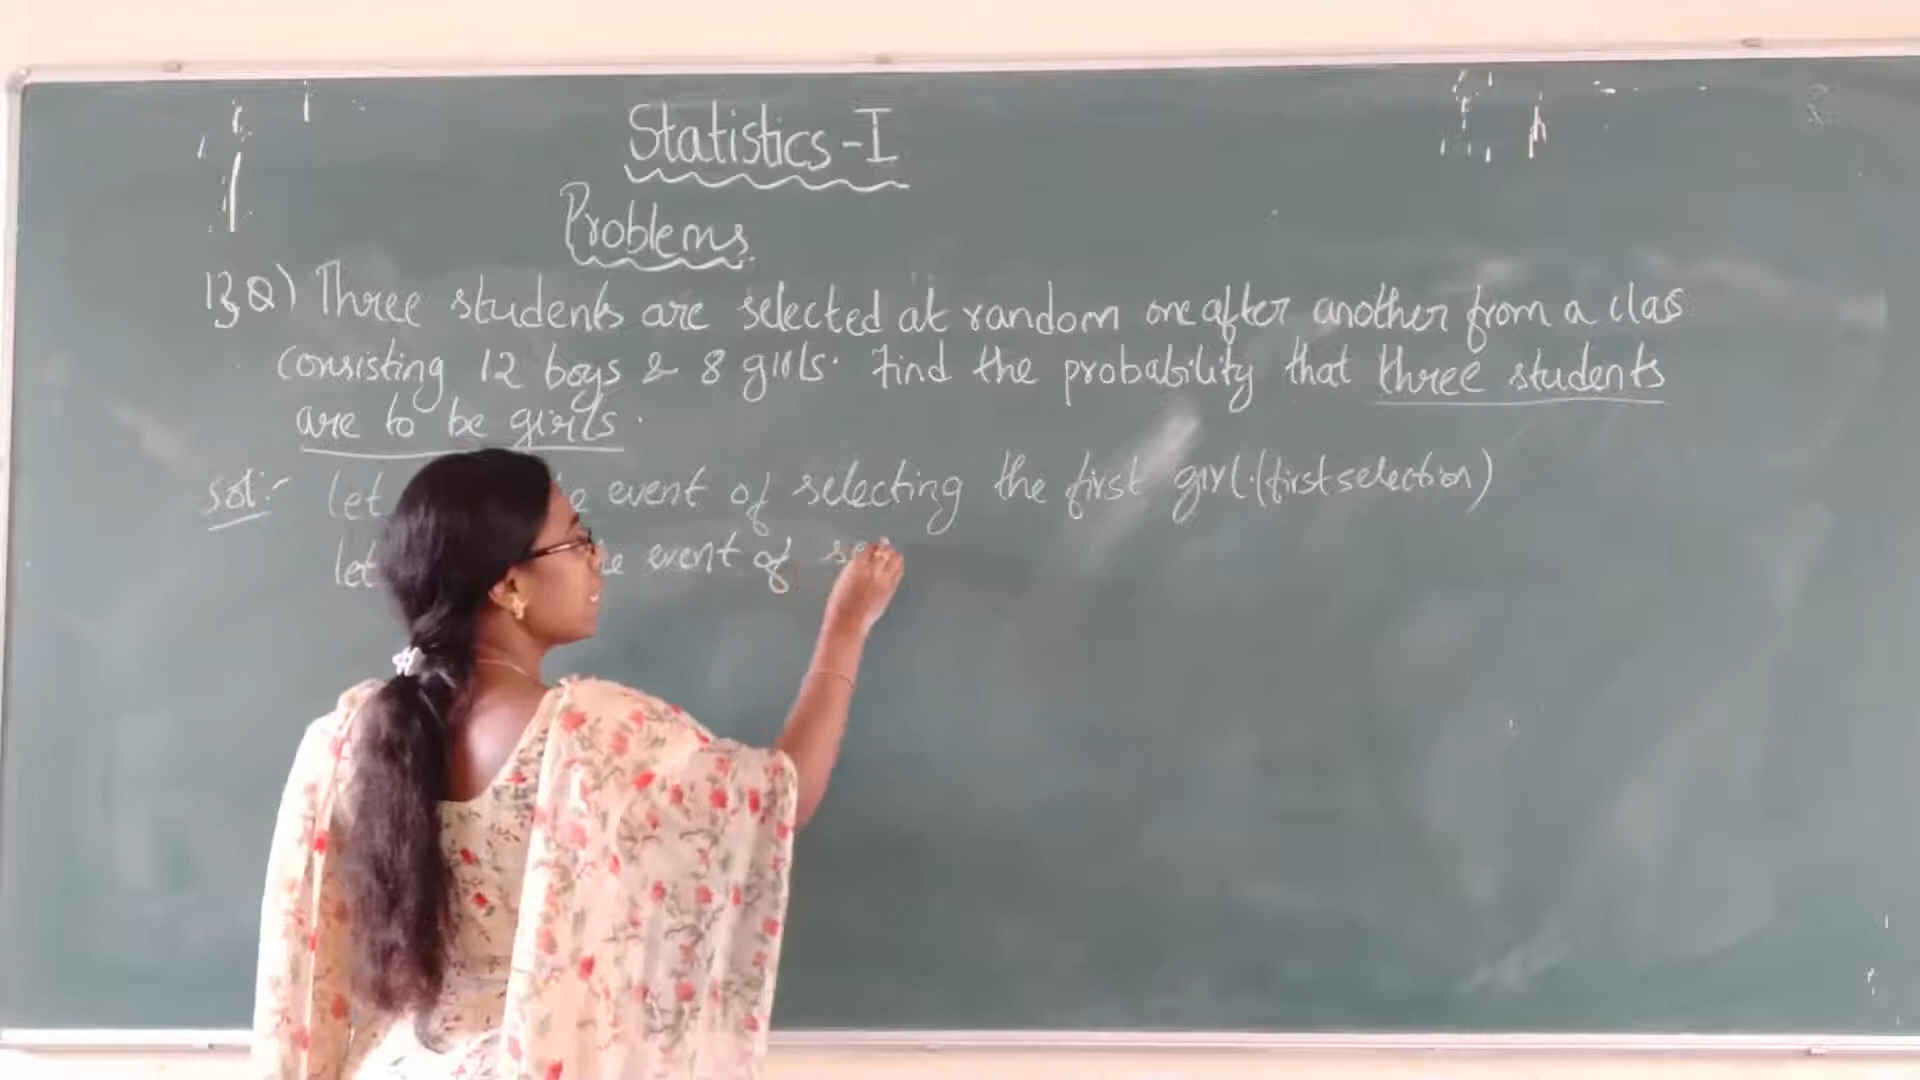 Statistics-I
Problems
13Q) Three students are selected at random one after another from a clas
consisting 12 boys & 8 girls. Find the probability that three students
are to be girls.
sol:- let event of selecting the first girl.(first selection)
let event of